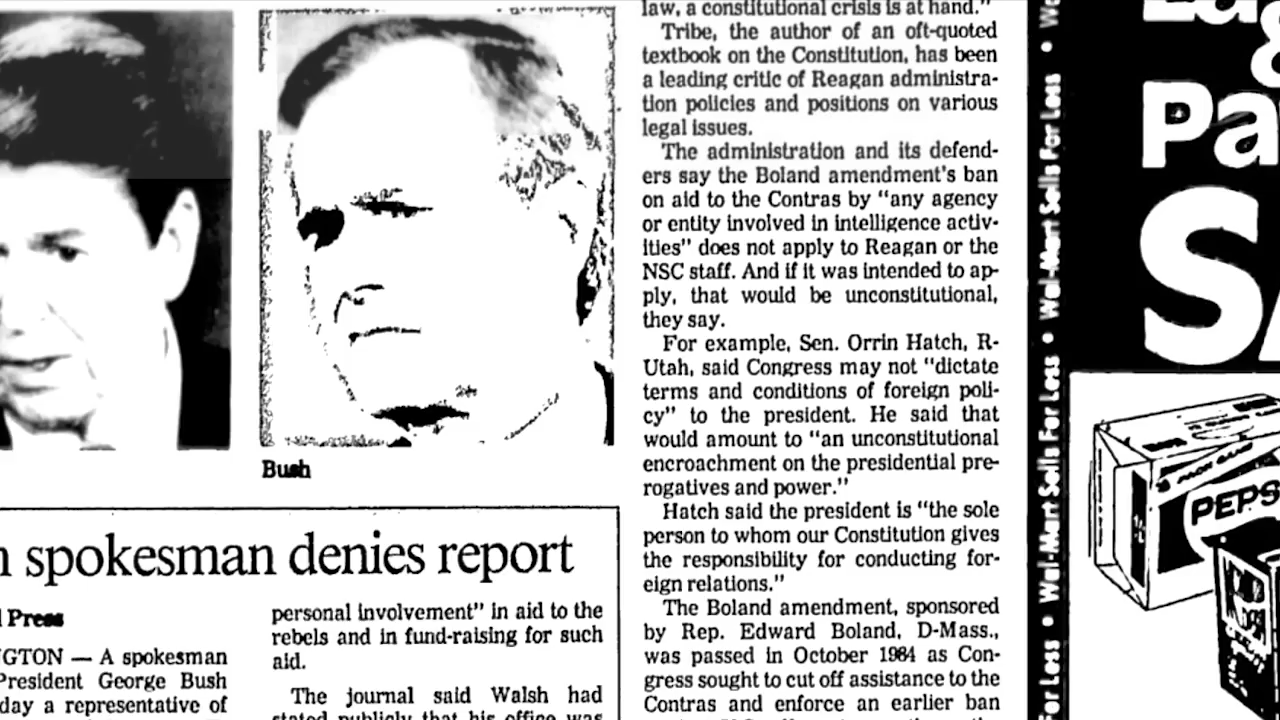 Bush
n spokesman denies report
Press
GTON — A spokesman
President George Bush
day a representative of
personal involvement" in aid to the
rebels and in fund-raising for such
aid.
The journal said Walsh had
stated publicly that his office was
law, a constitutional crisis is at hand."
Tribe, the author of an oft-quoted
textbook on the Constitution, has been
a leading critic of Reagan administra-
tion policies and positions on various
legal issues.
The administration and its defend-
ers say the Boland amendment's ban
on aid to the Contras by "any agency
or entity involved in intelligence activ-
ities" does not apply to Reagan or the
NSC staff. And if it was intended to ap-
ply, that would be unconstitutional,
they say.
For example, Sen. Orrin Hatch, R-
Utah, said Congress may not "dictate
terms and conditions of foreign poli-
cy" to the president. He said that
would amount to "an unconstitutional
encroachment on the presidential pre-
rogatives and power."
Hatch said the president is "the sole
person to whom our Constitution gives
the responsibility for conducting for-
eign relations."
The Boland amendment, sponsored
by Rep. Edward Boland, D-Mass.,
was passed in October 1984 as Con-
gress sought to cut off assistance to the
Contras and enforce an earlier ban
For Less • Wal-Mart Sells For Less • Wal-Mart Sells For Less • Wa
&
Pa
SA
PEPS